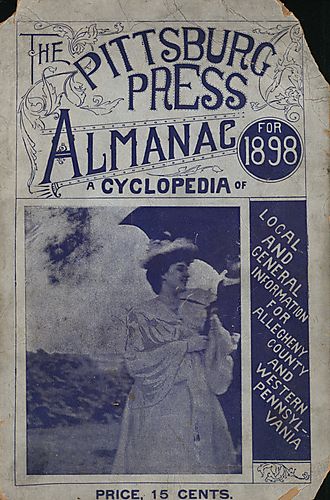 THE
PITTSBURG
PRESS
ALMANAC
FOR
1898
A CYCLOPEDIA OF
LOCAL
AND
GENERAL
INFORMATION
FOR
ALLEGHENY
COUNTY
AND
WESTERN
PENNSYL-
VANIA
PRICE, 15 CENTS.